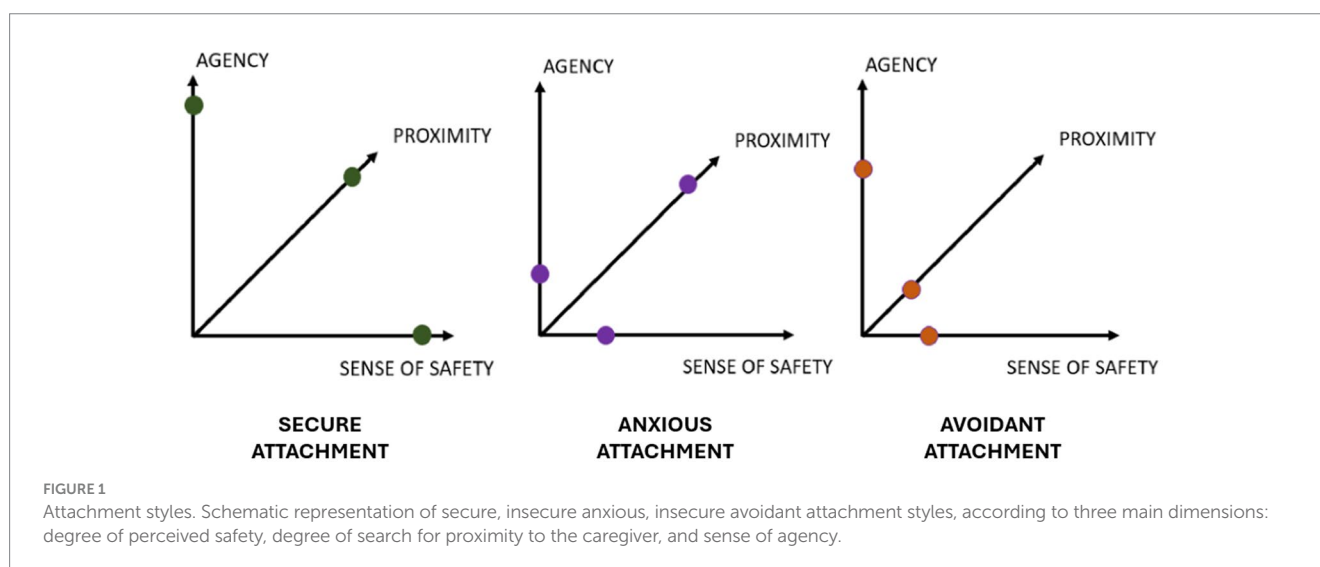 AGENCY
PROXIMITY
SENSE OF SAFETY
SECURE
ATTACHMENT
AGENCY
PROXIMITY
SENSE OF SAFETY
ANXIOUS
ATTACHMENT
AGENCY
PROXIMITY
SENSE OF SAFETY
AVOIDANT
ATTACHMENT
FIGURE 1
Attachment styles. Schematic representation of secure, insecure anxious, insecure avoidant attachment styles, according to three main dimensions:
degree of perceived safety, degree of search for proximity to the caregiver, and sense of agency.